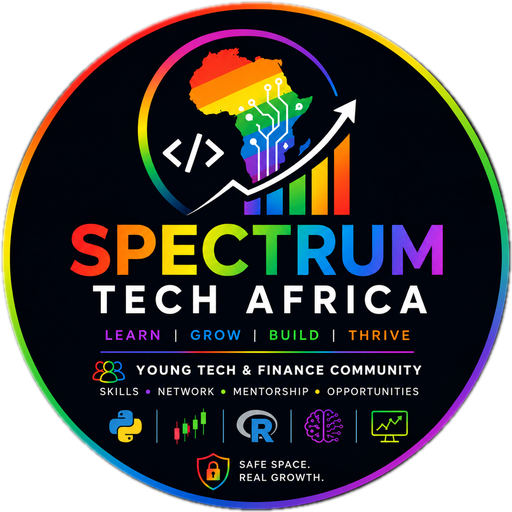 </>
SPECTRUM
TECH AFRICA
LEARN | GROW | BUILD | THRIVE
YOUNG TECH & FINANCE COMMUNITY
SKILLS • NETWORK • MENTORSHIP • OPPORTUNITIES
R
SAFE SPACE.
REAL GROWTH.